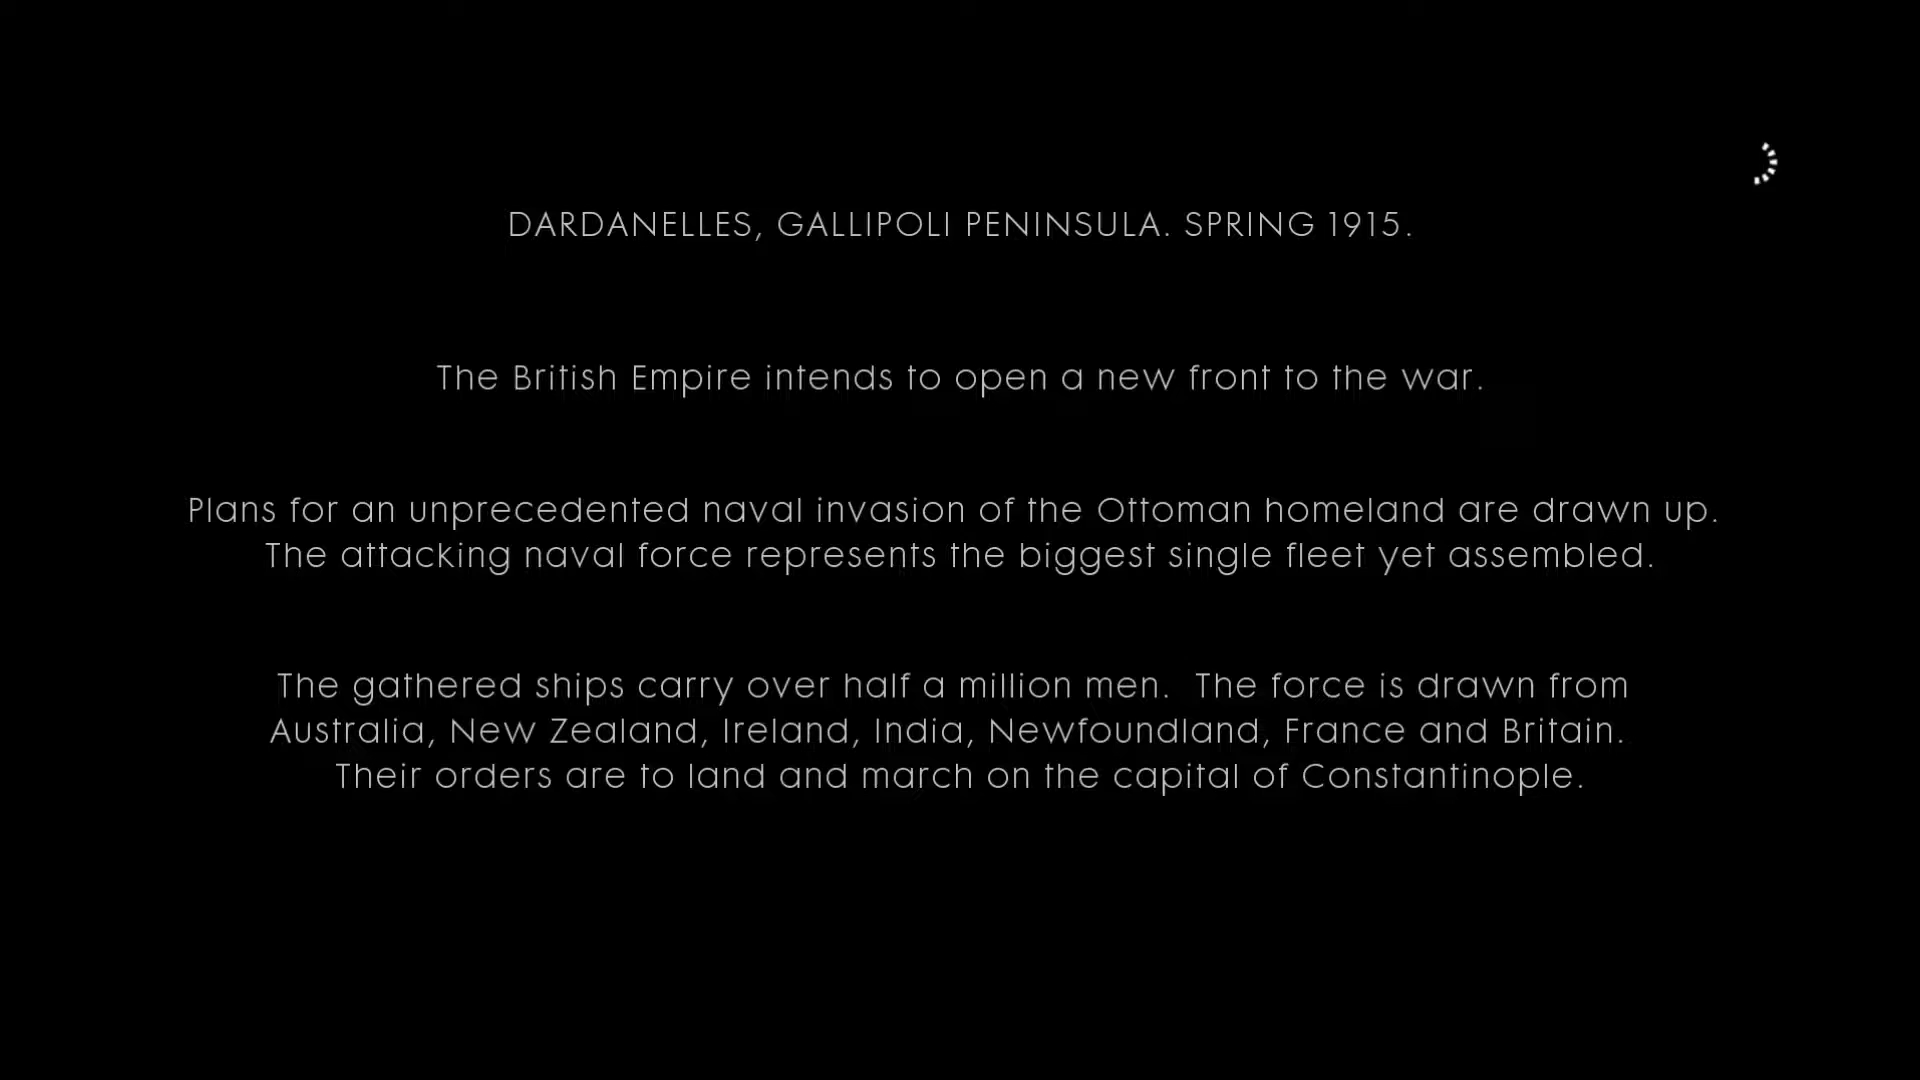 DARDANELLES, GALLIPOLI PENINSULA. SPRING 1915.
The British Empire intends to open a new front to the war.
Plans for an unprecedented naval invasion of the Ottoman homeland are drawn up.
The attacking naval force represents the biggest single fleet yet assembled.
The gathered ships carry over half a million men.  The force is drawn from
Australia, New Zealand, Ireland, India, Newfoundland, France and Britain.
Their orders are to land and march on the capital of Constantinople.